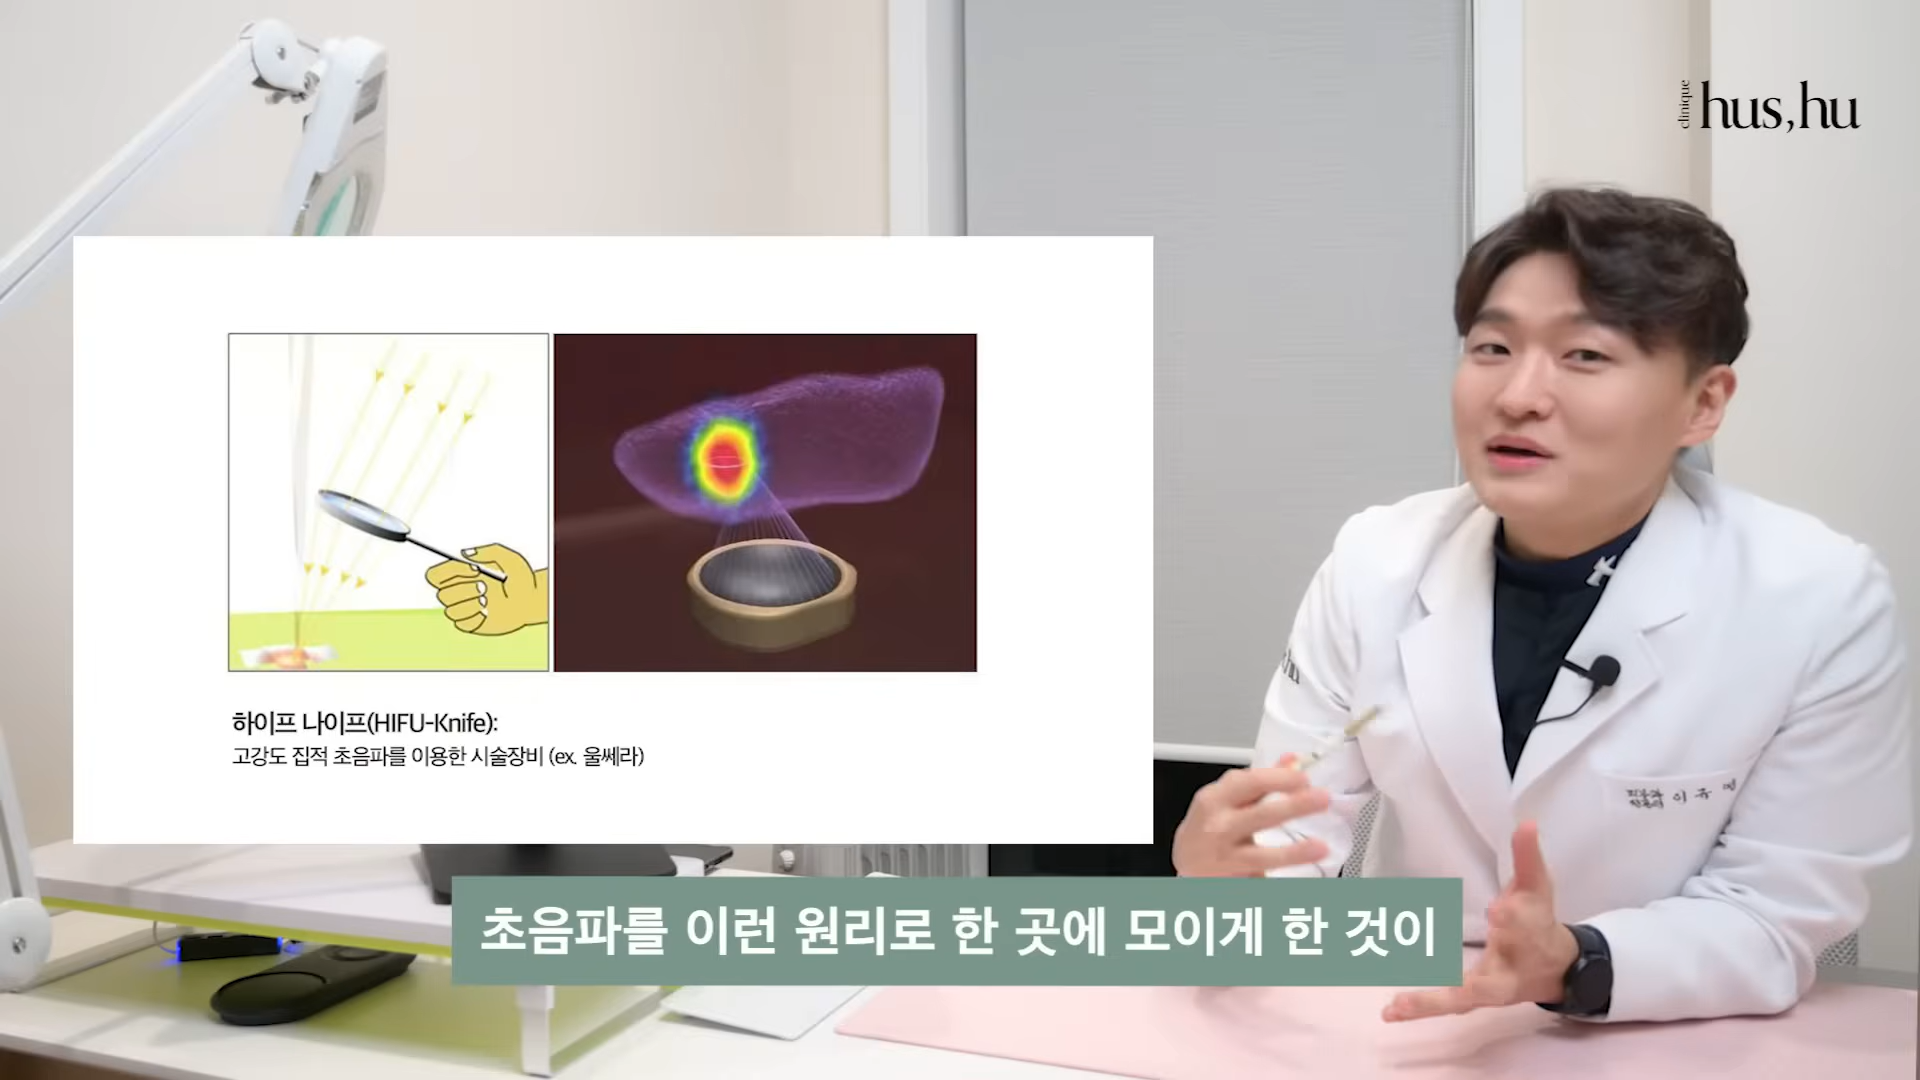 clinique
hus,hu
하이프 나이프(HIFU-Knife):
고강도 집적 초음파를 이용한 시술장비 (ex. 울쎄라)
초음파를 이런 원리로 한 곳에 모이게 한 것이